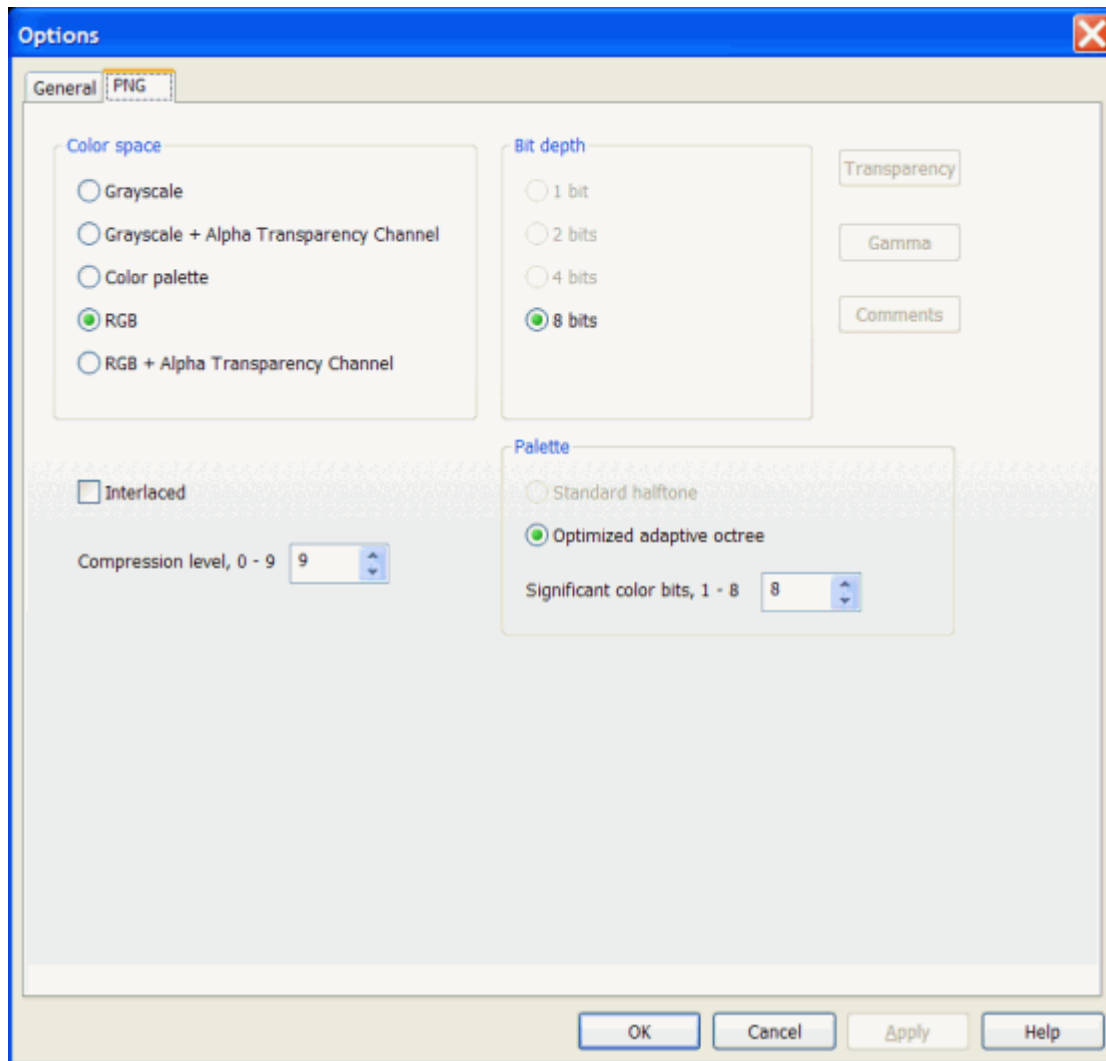 Options
General
PNG
Color space
Grayscale
Grayscale + Alpha Transparency Channel
Color palette
RGB
RGB + Alpha Transparency Channel
Bit depth
1 bit
2 bits
4 bits
8 bits
Transparency
Gamma
Comments
Interlaced
Compression level, 0 - 9 9
Palette
Standard halftone
Optimized adaptive octree
Significant color bits, 1 - 8 8
OK
Cancel
Apply
Help